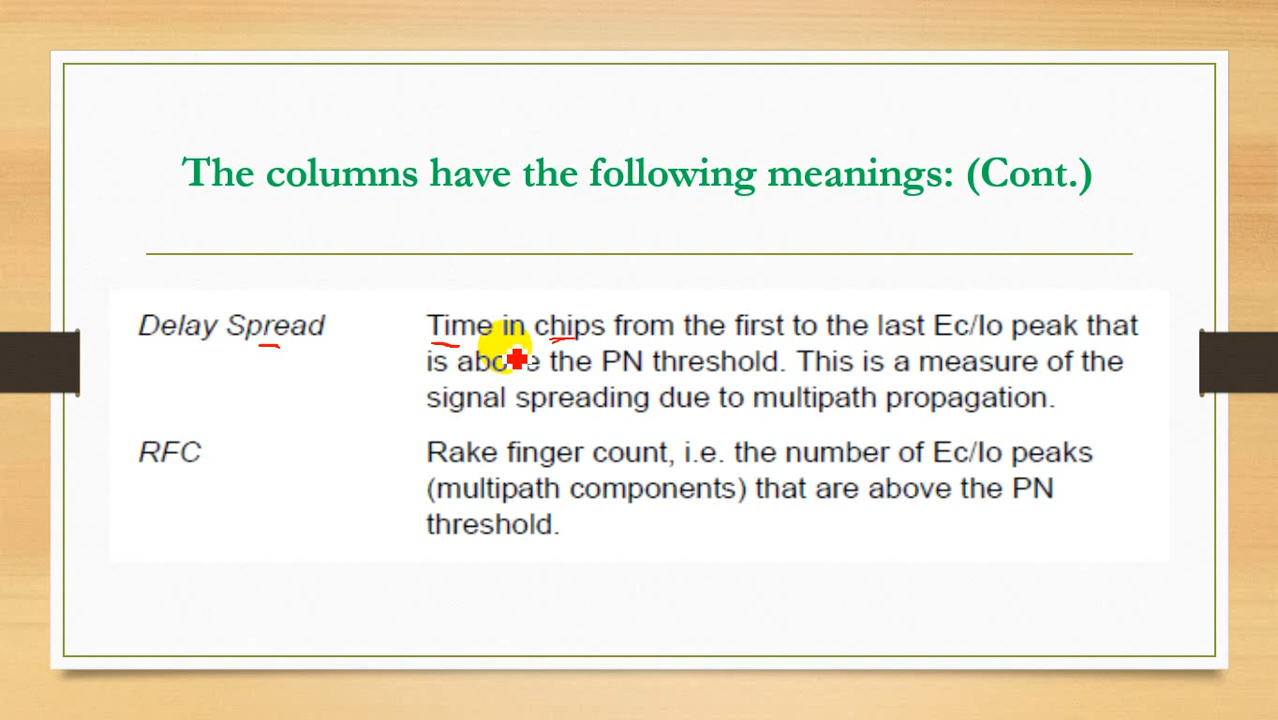 The columns have the following meanings: (Cont.)
Delay Spread Time in chips from the first to the last Ec/Io peak that
is above the PN threshold. This is a measure of the
signal spreading due to multipath propagation.
RFC Rake finger count, i.e. the number of Ec/Io peaks
(multipath components) that are above the PN
threshold.